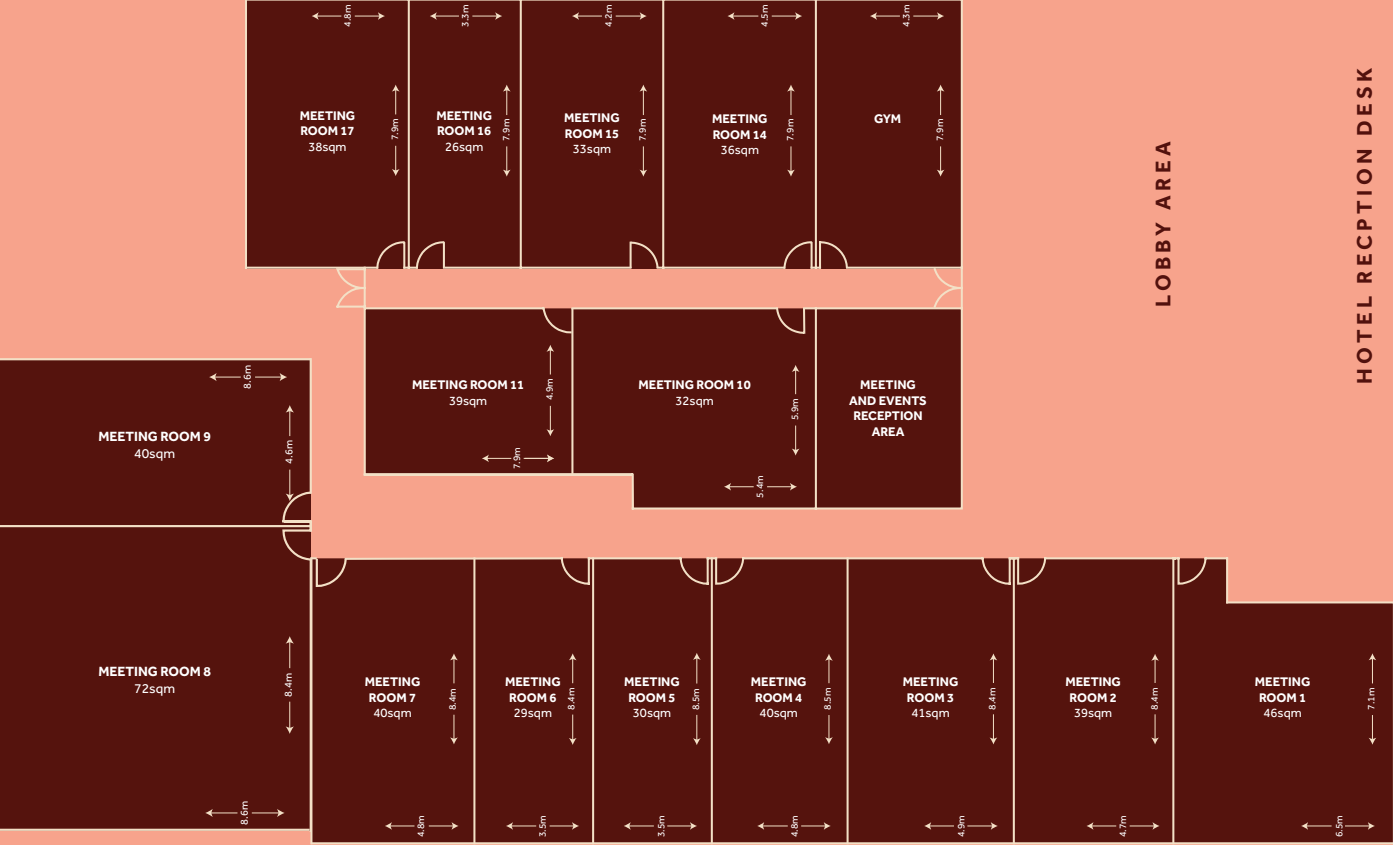 4.8m
3.3m
4.2m
4.5m
4.3m
MEETING
ROOM 17
38sqm
7.9m
MEETING
ROOM 16
26sqm
7.9m
MEETING
ROOM 15
33sqm
7.9m
MEETING
ROOM 14
36sqm
7.9m
GYM
7.9m
LOBBY AREA
HOTEL RECPTION DESK
MEETING ROOM 11
39sqm
4.9m
7.9m
MEETING ROOM 10
32sqm
5.9m
5.4m
MEETING
AND EVENTS
RECEPTION
AREA
8.6m
MEETING ROOM 9
40sqm
4.6m
MEETING ROOM 8
72sqm
8.4m
8.6m
MEETING
ROOM 7
40sqm
8.4m
4.8m
MEETING
ROOM 6
29sqm
8.4m
3.5m
MEETING
ROOM 5
30sqm
8.5m
3.5m
MEETING
ROOM 4
40sqm
8.5m
4.8m
MEETING
ROOM 3
41sqm
8.4m
4.9m
MEETING
ROOM 2
39sqm
8.4m
4.7m
MEETING
ROOM 1
46sqm
7.1m
6.5m